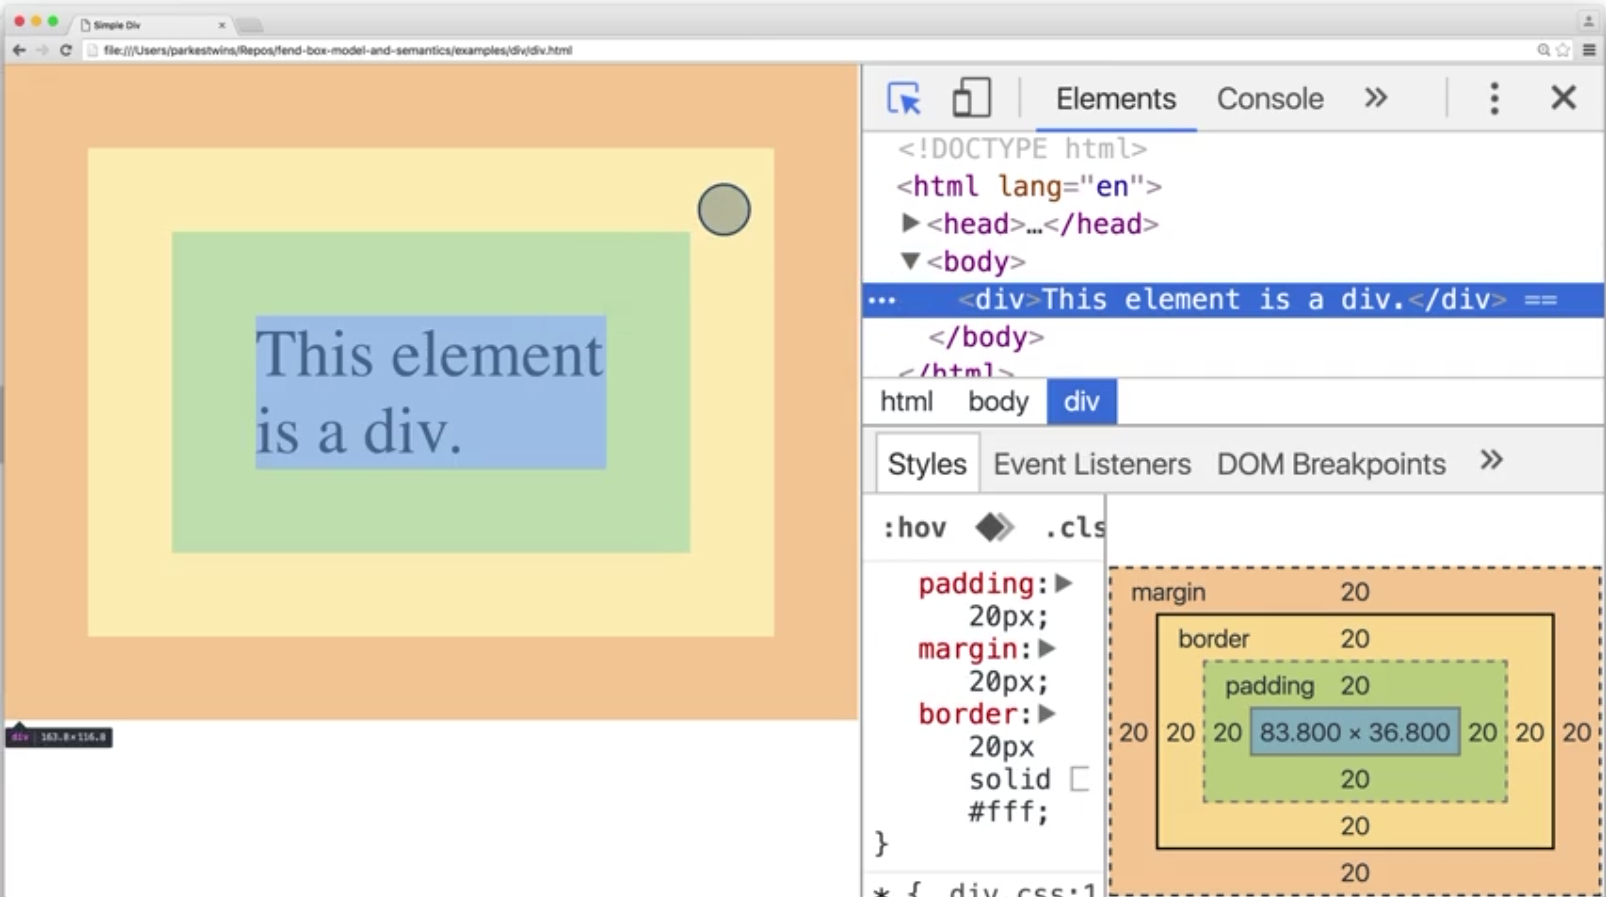 Simple Div
file:///Users/parkestwins/Repos/fend-box-model-and-semantics/examples/div/div.html
This element
is a div.
div | 163.8×116.8
Elements Console »
<!DOCTYPE html>
<html lang="en">
▶<head>…</head>
▼<body>
••• <div>This element is a div.</div> ==
</body>
</html>
html body div
Styles Event Listeners DOM Breakpoints »
:hov .cls
padding:▶
20px;
margin:▶
20px;
border:▶
20px
solid
#fff;
}
* { div.css:1
margin 20
border 20
padding 20
20 20 20 83.800 × 36.800 20 20 20
20
20
20